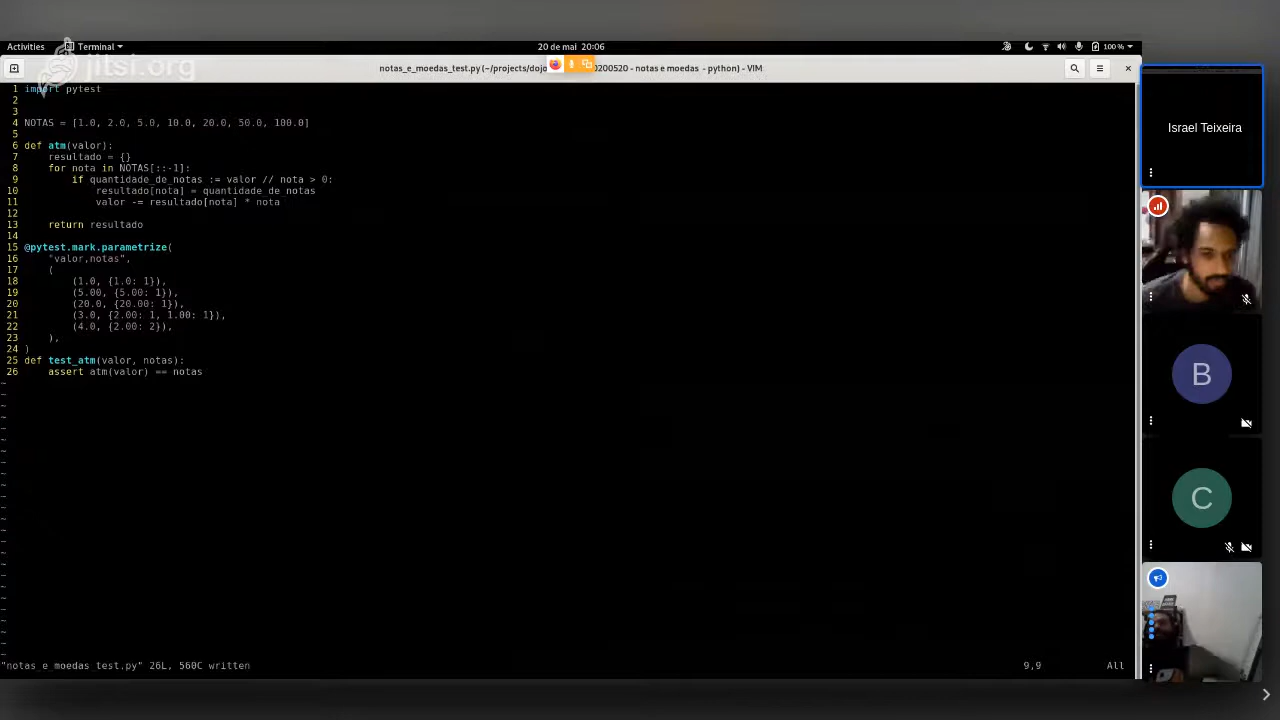 Activities
Terminal
20 de mai 20:06
100 %
jitsi.org
notas_e_moedas_test.py (~/projects/dojo 0200520 - notas e moedas - python) - VIM
1 import pytest
2
3
4 NOTAS = [1.0, 2.0, 5.0, 10.0, 20.0, 50.0, 100.0]
5
6 def atm(valor):
7     resultado = {}
8     for nota in NOTAS[::-1]:
9         if quantidade_de_notas := valor // nota > 0:
10             resultado[nota] = quantidade_de_notas
11             valor -= resultado[nota] * nota
12
13     return resultado
14
15 @pytest.mark.parametrize(
16     "valor,notas",
17     (
18         (1.0, {1.0: 1}),
19         (5.00, {5.00: 1}),
20         (20.0, {20.00: 1}),
21         (3.0, {2.00: 1, 1.00: 1}),
22         (4.0, {2.00: 2}),
23     ),
24 )
25 def test_atm(valor, notas):
26     assert atm(valor) == notas
"notas_e_moedas_test.py" 26L, 560C written
9,9
All
Israel Teixeira
B
C